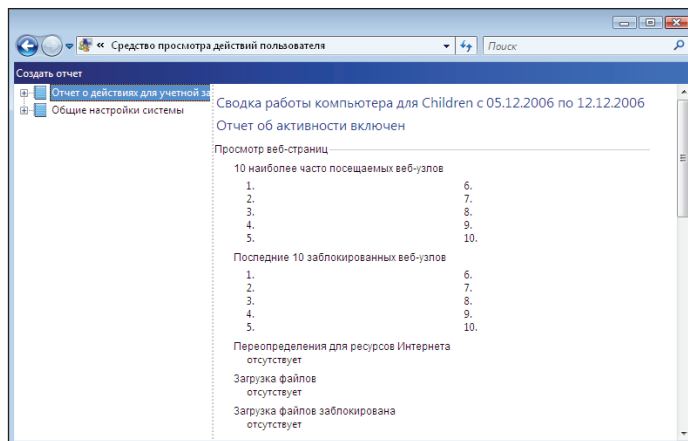 « Средство просмотра действий пользователя
Поиск
Создать отчет
Отчет о действиях для учетной за
Общие настройки системы
Сводка работы компьютера для Children с 05.12.2006 по 12.12.2006
Отчет об активности включен
Просмотр веб-страниц
10 наиболее часто посещаемых веб-узлов
1. 6.
2. 7.
3. 8.
4. 9.
5. 10.
Последние 10 заблокированных веб-узлов
1. 6.
2. 7.
3. 8.
4. 9.
5. 10.
Переопределения для ресурсов Интернета
отсутствует
Загрузка файлов
отсутствует
Загрузка файлов заблокирована
отсутствует